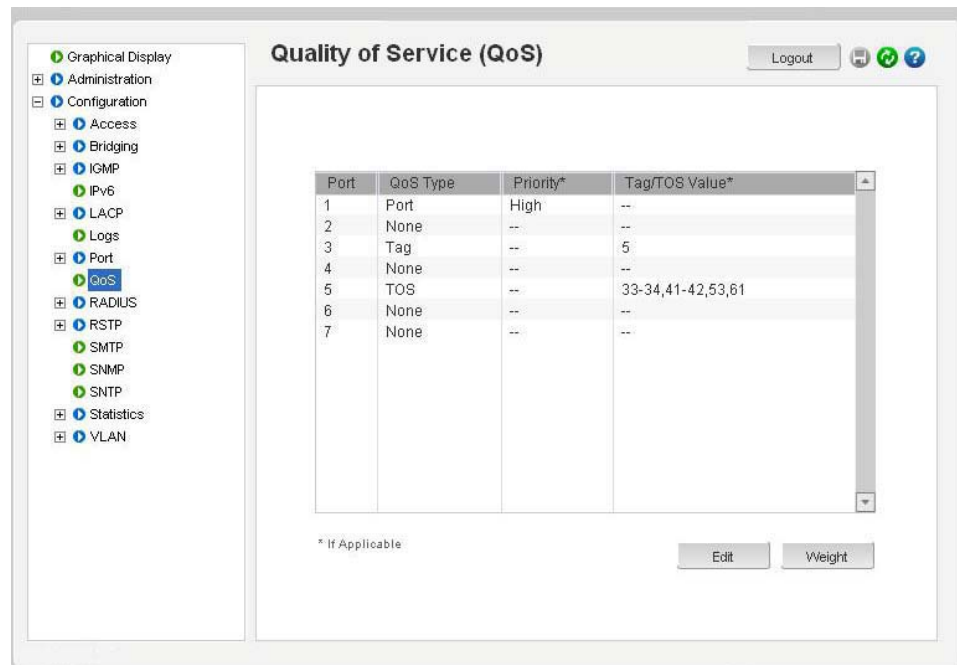 Graphical Display
Administration
Configuration
Access
Bridging
IGMP
IPv6
LACP
Logs
Port
QoS
RADIUS
RSTP
SMTP
SNMP
SNTP
Statistics
VLAN
Quality of Service (QoS)
Logout
Port QoS Type Priority* Tag/TOS Value*
1 Port High --
2 None -- --
3 Tag -- 5
4 None -- --
5 TOS -- 33-34,41-42,53,61
6 None -- --
7 None -- --
* If Applicable
Edit Weight